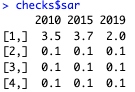 > checks$sar
     2010 2015 2019
[1,]  3.5  3.7  2.0
[2,]  0.1  0.1  0.1
[3,]  0.1  0.1  0.1
[4,]  0.1  0.1  0.1